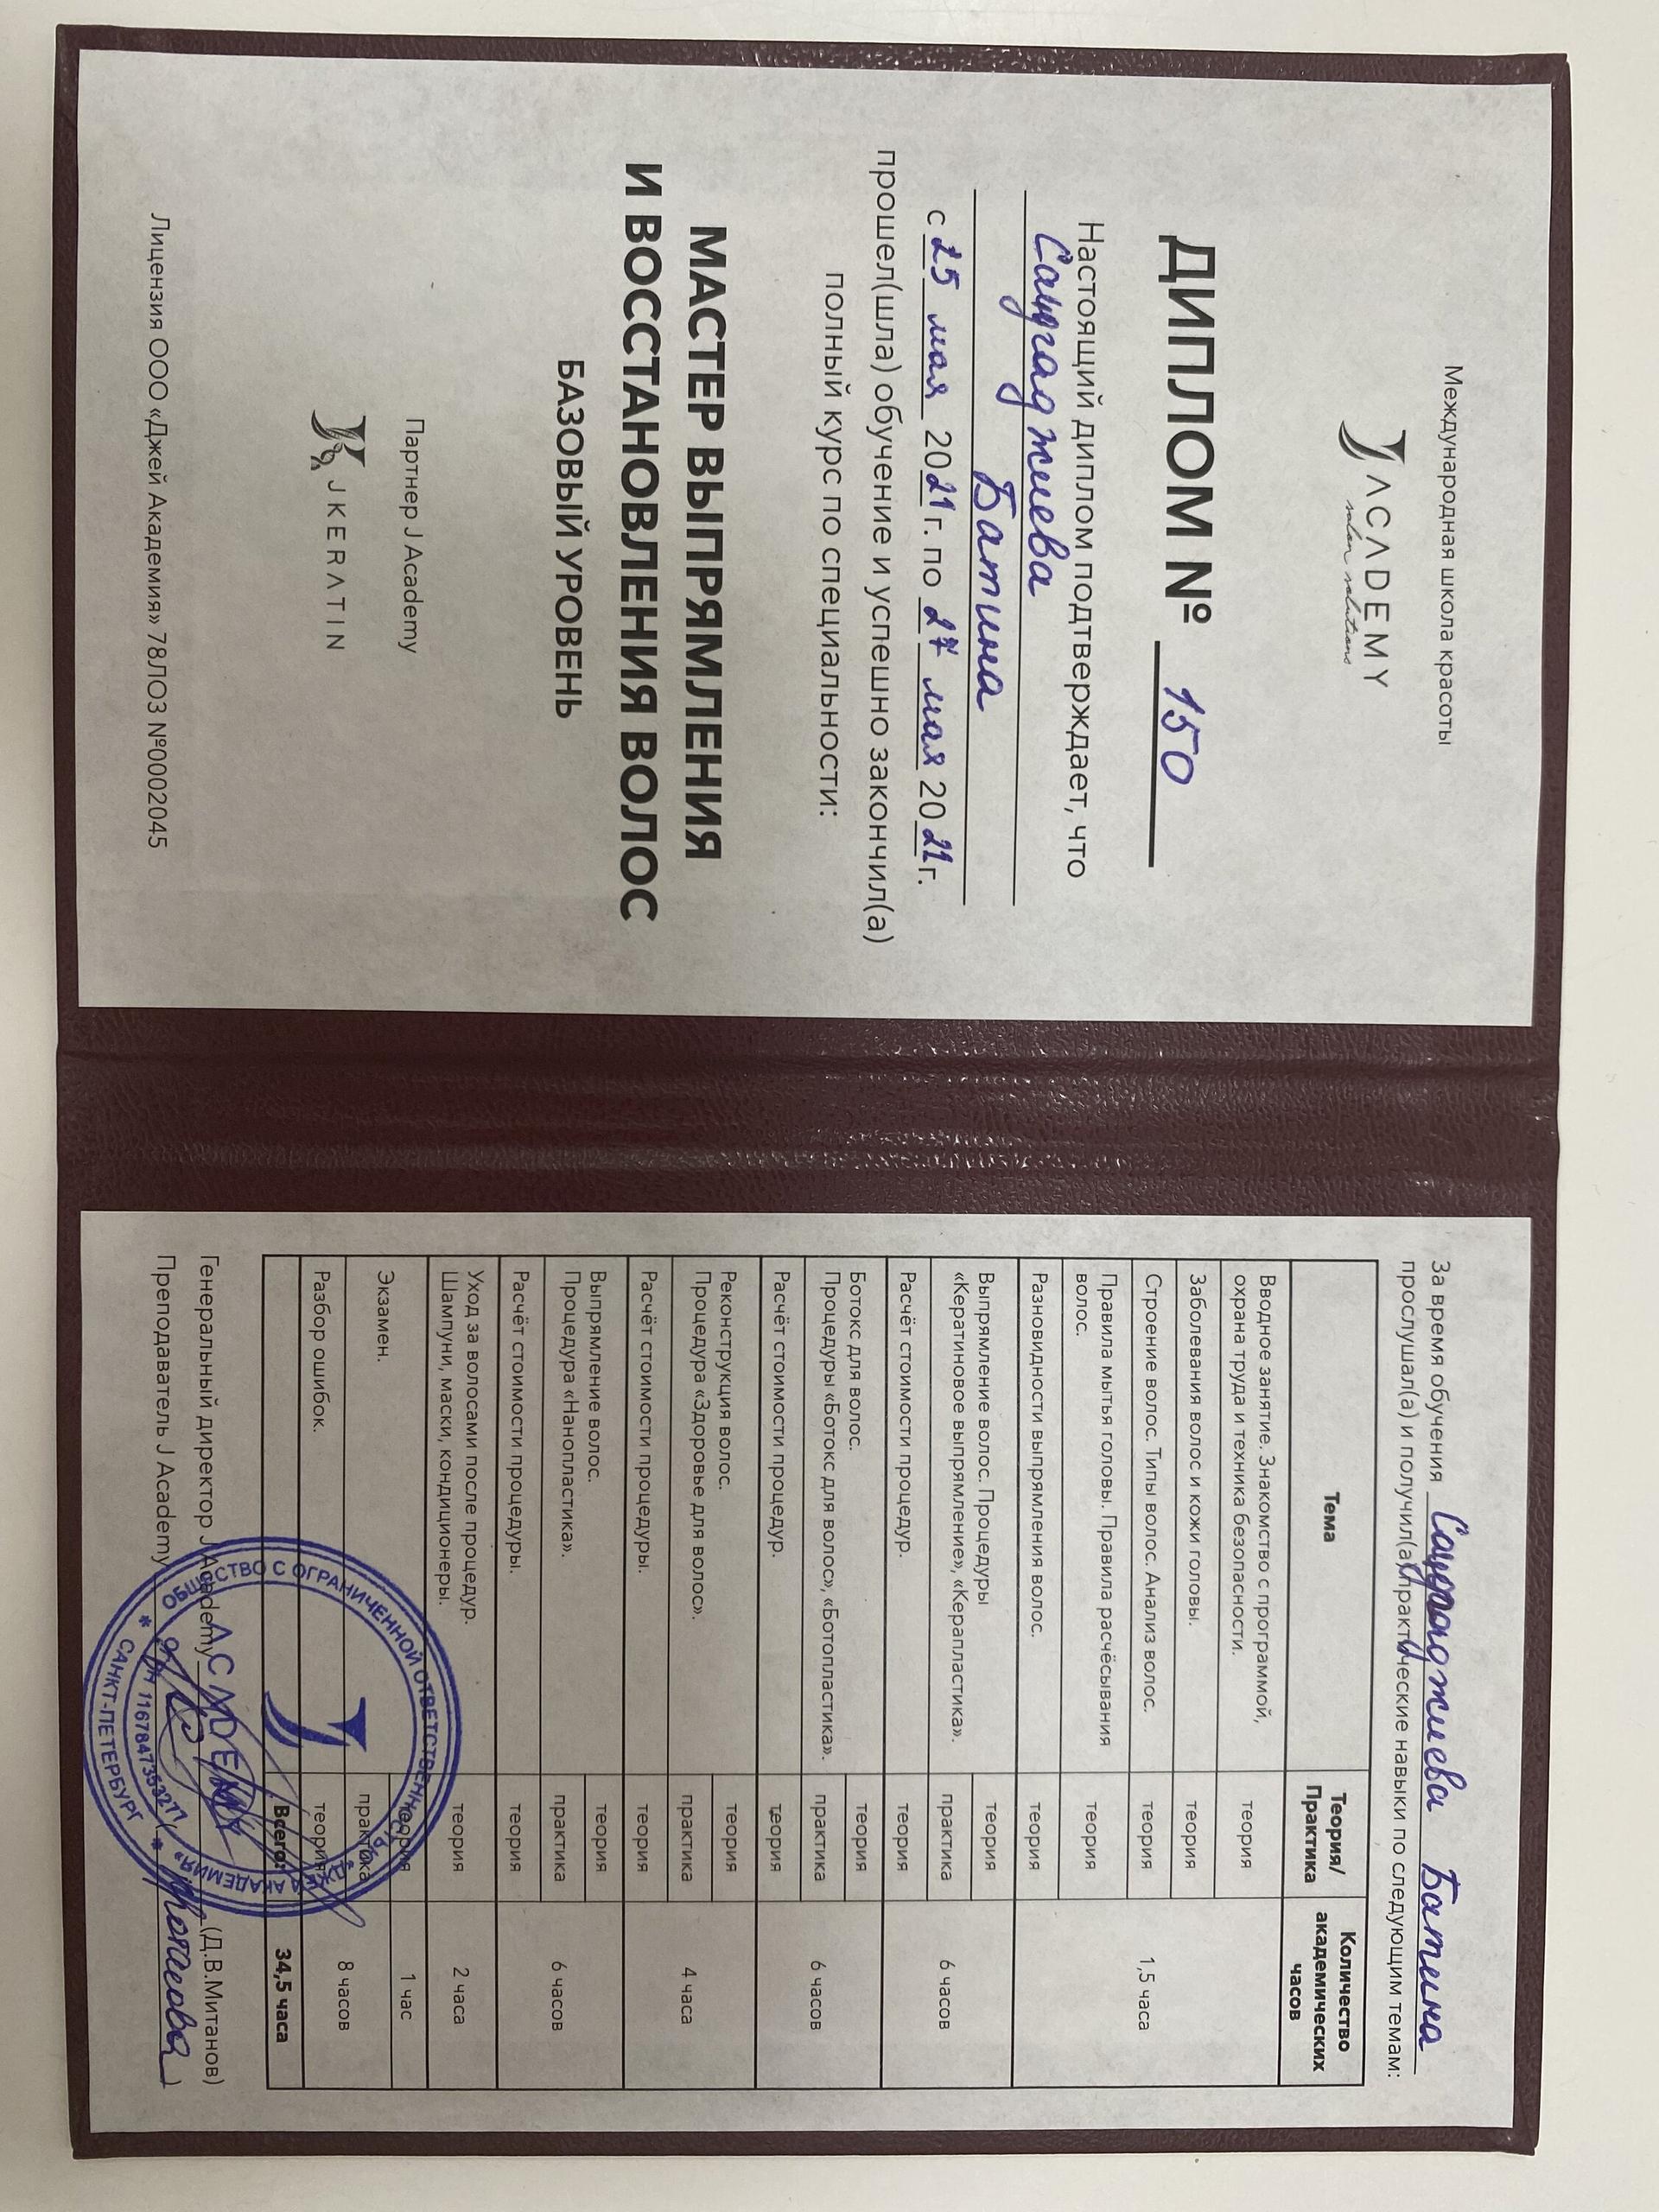 Международная школа красоты
JACADEMY
salon solutions
ДИПЛОМ № 150
Настоящий диплом подтверждает, что
Батина
с 25 мая 2021 г. по 27 мая 2021 г.
прошел(шла) обучение и успешно закончил(а)
полный курс по специальности:
МАСТЕР ВЫПРЯМЛЕНИЯ
И ВОССТАНОВЛЕНИЯ ВОЛОС
БАЗОВЫЙ УРОВЕНЬ
Партнер J Academy
JKERATIN
Лицензия ООО «Джей Академия» 78ЛО3 №0002045
За время обучения Батина
прослушал(а) и получил(а) практические навыки по следующим темам:
Тема
Теория/
Практика
Количество
академических
часов
Вводное занятие. Знакомство с программой,
охрана труда и техника безопасности.
теория
Заболевания волос и кожи головы.
теория
Строение волос. Типы волос. Анализ волос.
теория
1,5 часа
Правила мытья головы. Правила расчёсывания
волос.
теория
Разновидности выпрямления волос.
теория
Выпрямление волос. Процедуры
«Кератиновое выпрямление», «Керапластика».
теория
практика
6 часов
Расчёт стоимости процедур.
теория
Ботокс для волос.
Процедуры «Ботокс для волос», «Ботопластика».
теория
практика
6 часов
Расчёт стоимости процедур.
теория
Реконструкция волос.
Процедура «Здоровье для волос».
теория
практика
4 часа
Расчёт стоимости процедуры.
теория
Выпрямление волос.
Процедура «Нанопластика».
теория
практика
6 часов
Расчёт стоимости процедуры.
теория
Уход за волосами после процедур.
Шампуни, маски, кондиционеры.
теория
2 часа
Экзамен.
теория
1 час
практика
8 часов
Разбор ошибок.
теория
Всего:
34,5 часа
Генеральный директор J Academy (Д.В.Митанов)
Преподаватель J Academy
ОБЩЕСТВО С ОГРАНИЧЕННОЙ ОТВЕТСТВЕННОСТЬЮ
АКАДЕМИЯ»
САНКТ-ПЕТЕРБУРГ
ACADEMY